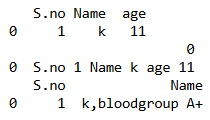 S.no Name age
0 1 k 11
0
0 S.no 1 Name k age 11
S.no Name
0 1 k,bloodgroup A+